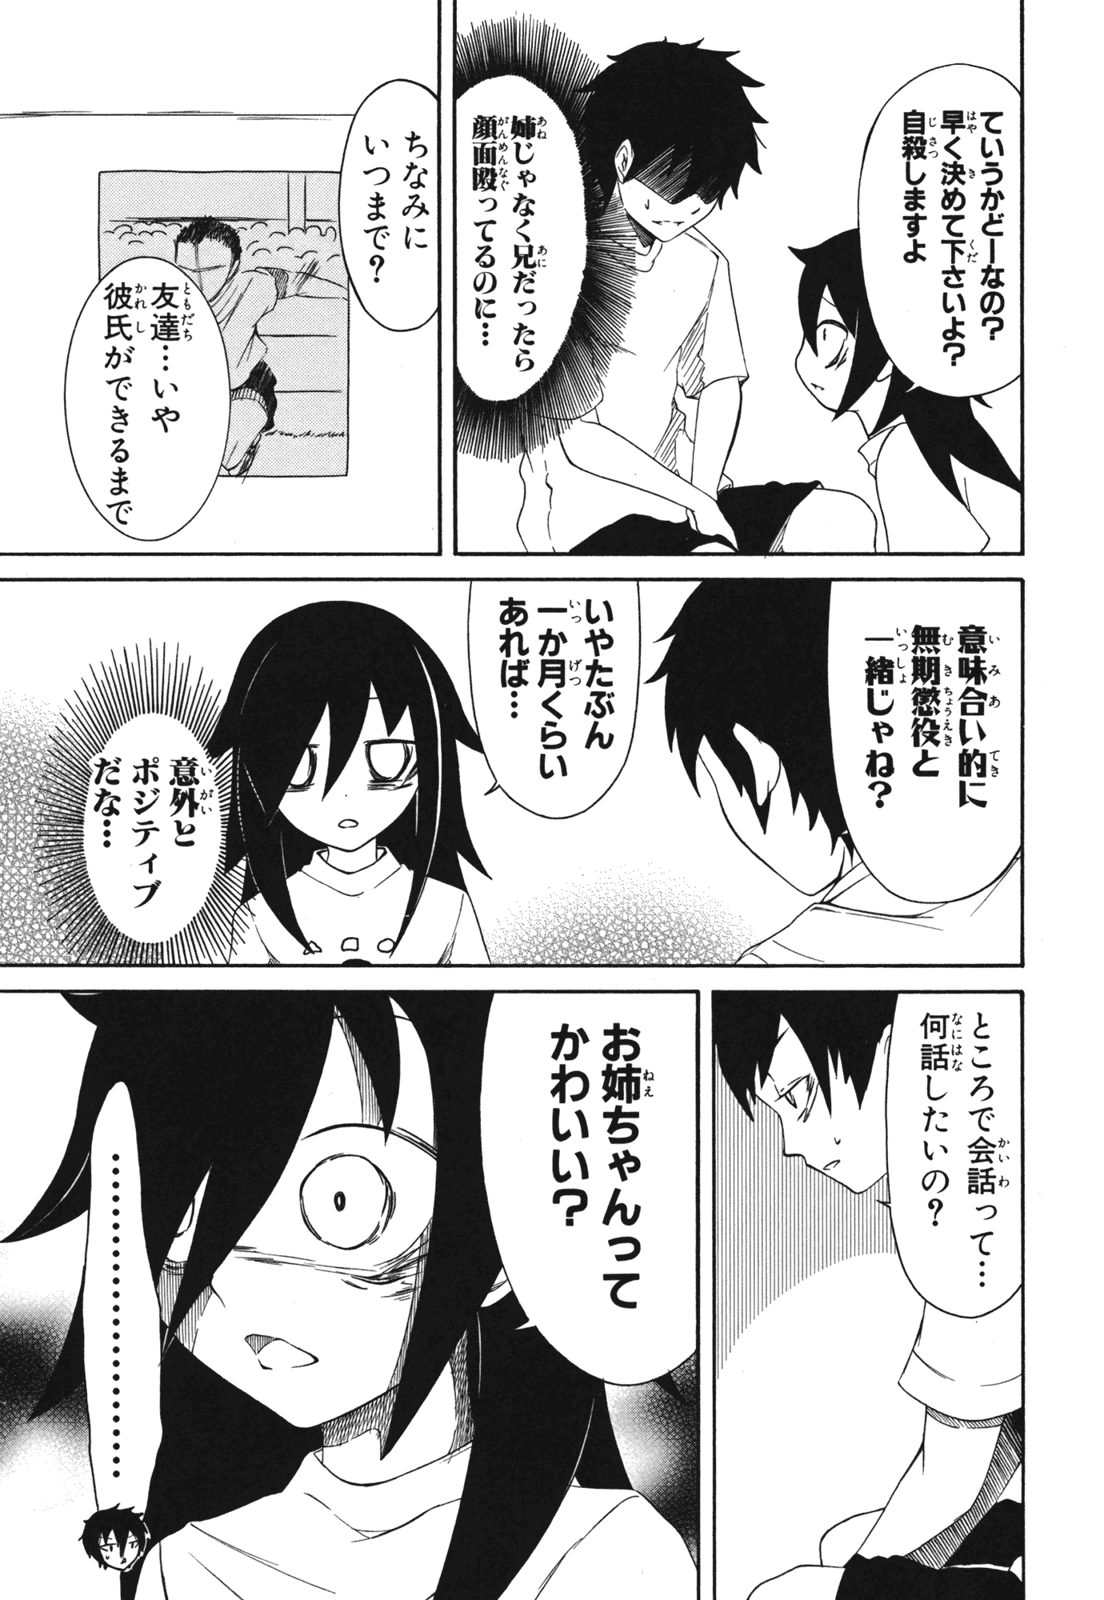 ていうかどーなの?
早く決めて下さいよ?
自殺しますよ
姉じゃなく兄だったら
顔面殴ってるのに…
ちなみに
いつまで?
友達…いや
彼氏ができるまで
意味合い的に
無期懲役と
一緒じゃね?
いやたぶん
一か月くらい
あれば…
意外と
ポジティブ
だな…
ところで会話って…
何話したいの?
お姉ちゃんって
かわいい?
………………